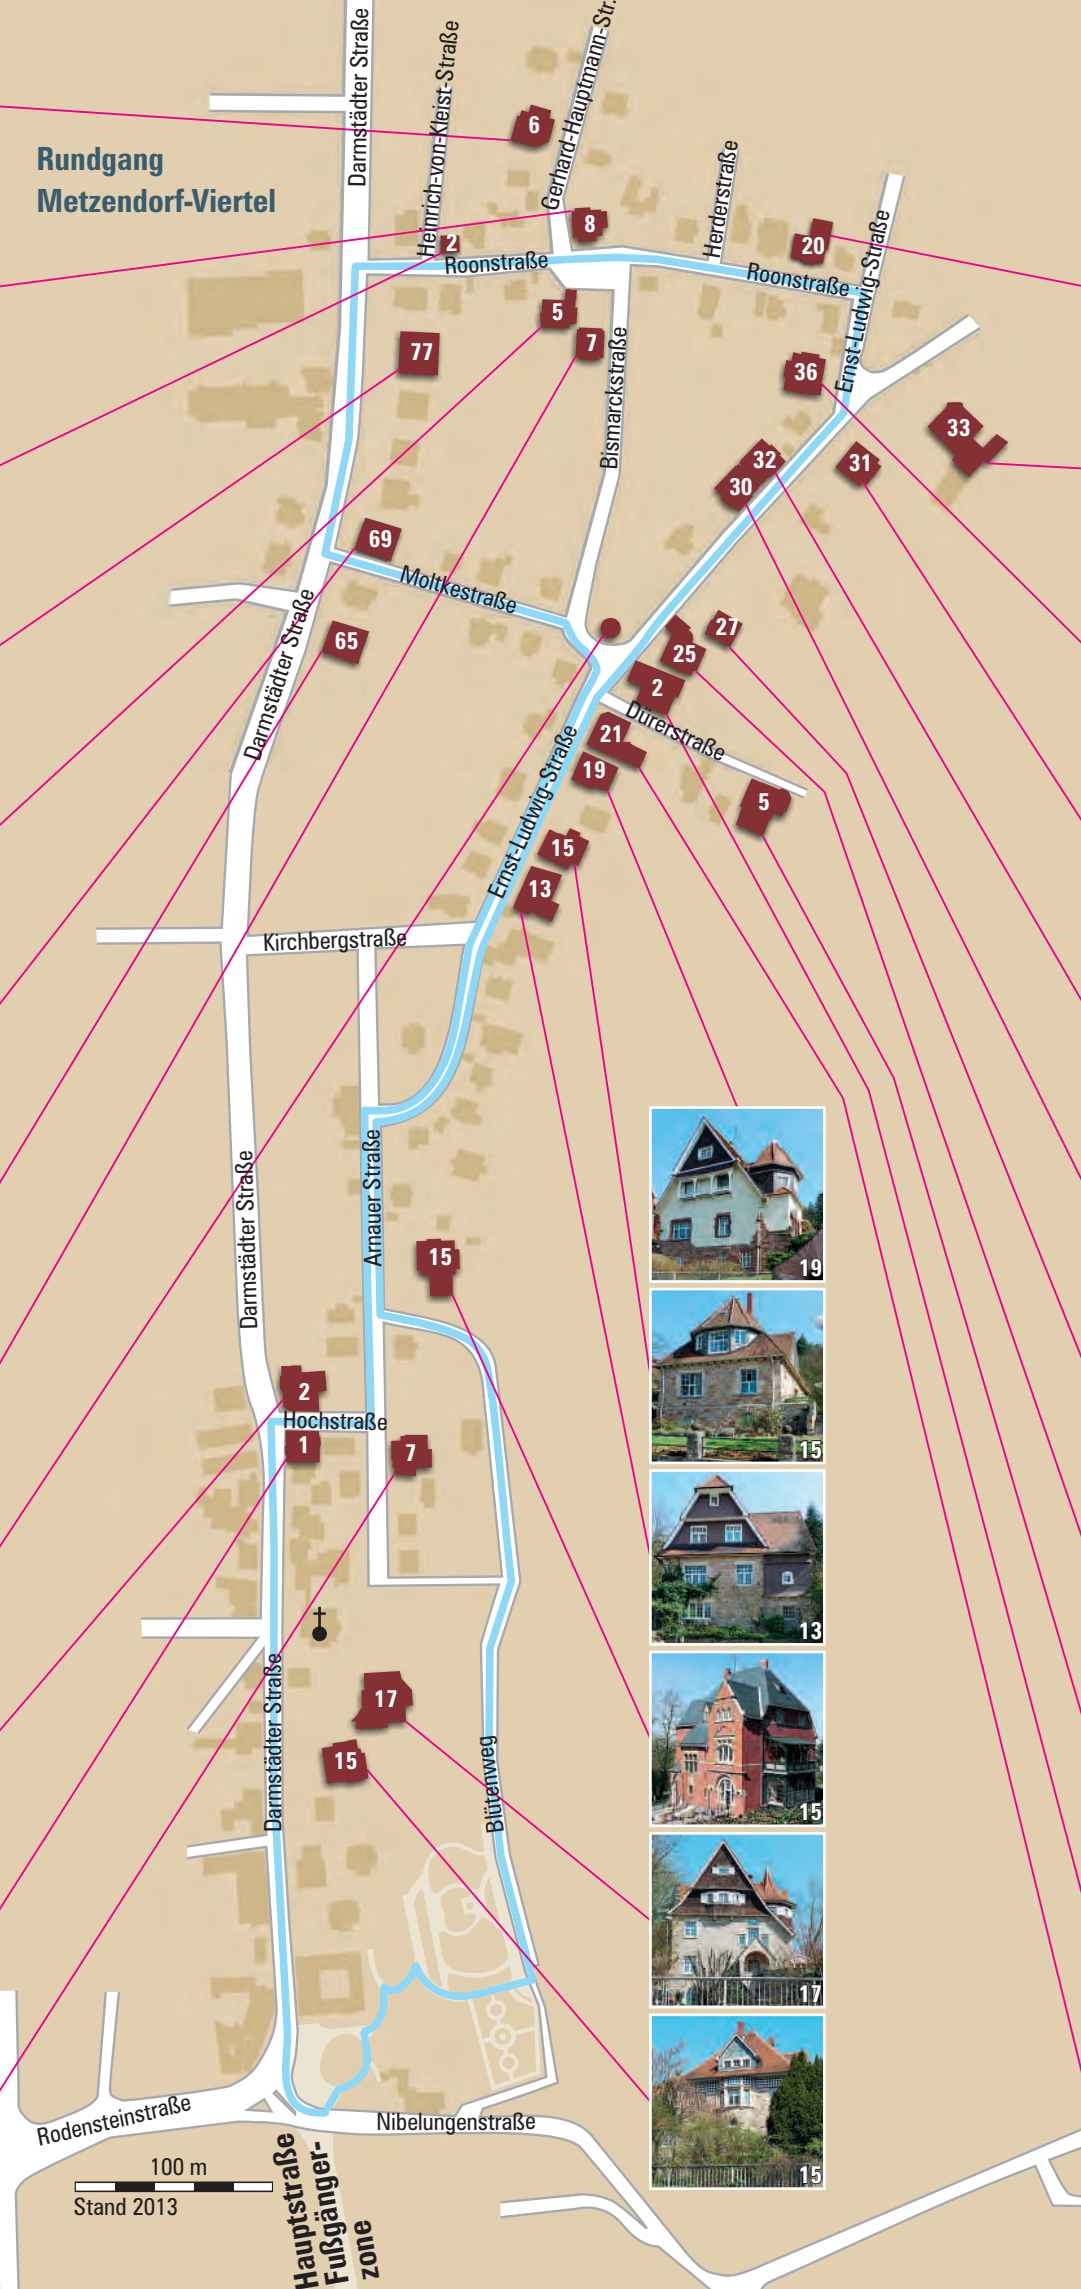 Darmstädter Straße
Heinrich-von-Kleist-Straße
Gerhard-Hauptmann-Str.
6
Rundgang
Metzendorf-Viertel
Herderstraße
8
2
20
Ernst-Ludwig-Straße
Roonstraße
Roonstraße
5
7
77
Bismarckstraße
36
33
32
31
30
69
Moltkestraße
65
Darmstädter Straße
27
25
2
Dürerstraße
21
19
5
Ernst-Ludwig-Straße
15
13
Kirchbergstraße
Arnauer Straße
Darmstädter Straße
15
19
2
Hochstraße
1
7
15
13
17
15
Darmstädter Straße
Blütenweg
15
17
15
Rodensteinstraße
Nibelungenstraße
100 m
Stand 2013
Hauptstraße
Fußgänger-
zone